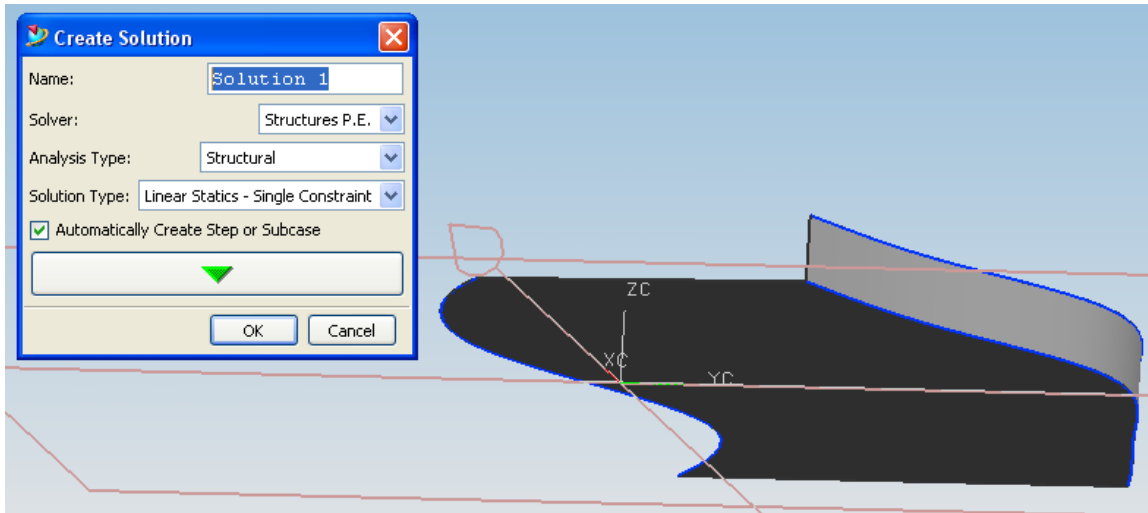 Create Solution
Name: Solution 1
Solver: Structures P.E.
Analysis Type: Structural
Solution Type: Linear Statics - Single Constraint
Automatically Create Step or Subcase
OK Cancel
ZC
XC
YC